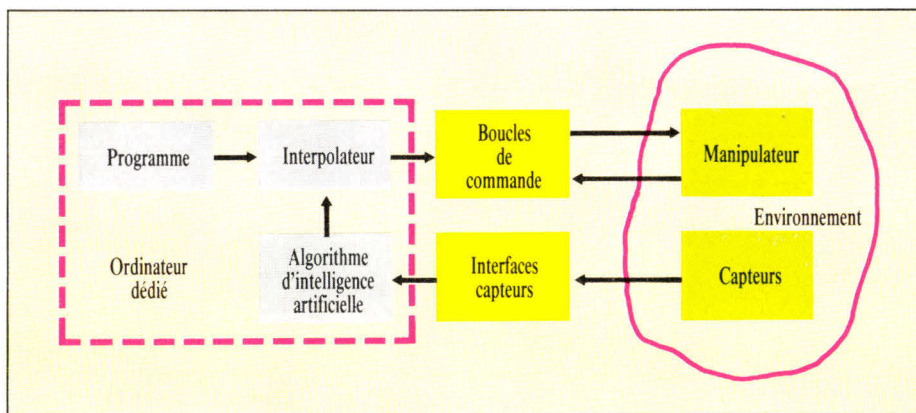 Programme
Interpolateur
Boucles
de
commande
Manipulateur
Environnement
Ordinateur
dédié
Algorithme
d'intelligence
artificielle
Interfaces
capteurs
Capteurs